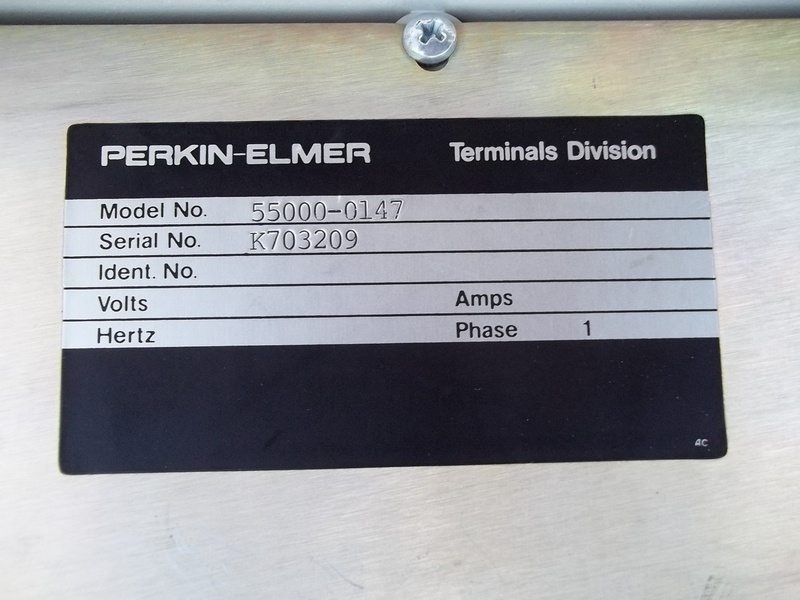 PERKIN-ELMER Terminals Division
Model No. 55000-0147
Serial No. K703209
Ident. No.
Volts Amps
Hertz Phase 1
AC